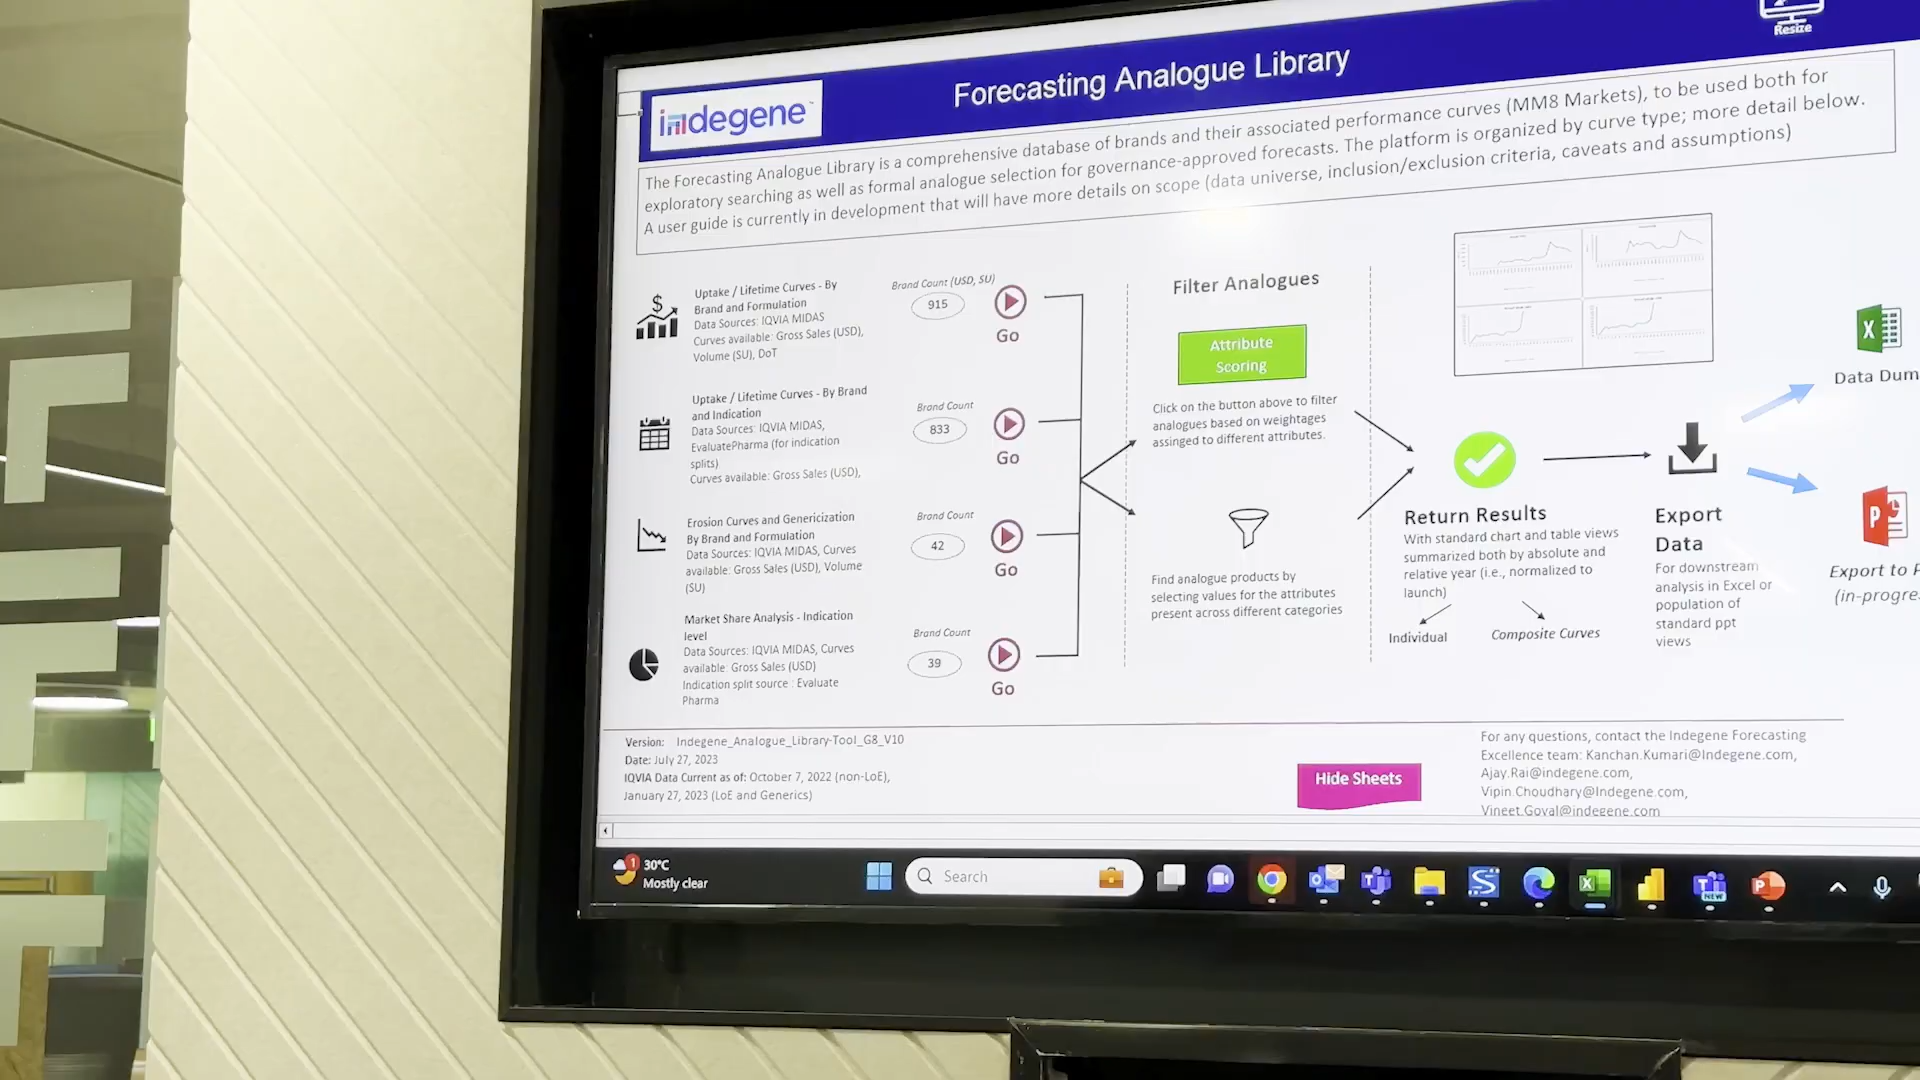 Resize
indegene
Forecasting Analogue Library
The Forecasting Analogue Library is a comprehensive database of brands and their associated performance curves (MM8 Markets), to be used both for
exploratory searching as well as formal analogue selection for governance-approved forecasts. The platform is organized by curve type; more detail below.
A user guide is currently in development that will have more details on scope (data universe, inclusion/exclusion criteria, caveats and assumptions)
Uptake / Lifetime Curves - By
Brand and Formulation
Data Sources: IQVIA MIDAS
Curves available: Gross Sales (USD),
Volume (SU), DoT
Brand Count (USD, SU)
915
Go
Uptake / Lifetime Curves - By Brand
and Indication
Data Sources: IQVIA MIDAS,
EvaluatePharma (for indication
splits)
Curves available: Gross Sales (USD),
Brand Count
833
Go
Erosion Curves and Genericization
By Brand and Formulation
Data Sources: IQVIA MIDAS, Curves
available: Gross Sales (USD), Volume
(SU)
Brand Count
42
Go
Market Share Analysis - Indication
level
Data Sources: IQVIA MIDAS, Curves
available: Gross Sales (USD)
Indication split source : Evaluate
Pharma
Brand Count
39
Go
Filter Analogues
Attribute
Scoring
Click on the button above to filter
analogues based on weightages
assinged to different attributes.
Find analogue products by
selecting values for the attributes
present across different categories
Return Results
With standard chart and table views
summarized both by absolute and
relative year (i.e., normalized to
launch)
Individual
Composite Curves
Export
Data
For downstream
analysis in Excel or
population of
standard ppt
views
Data Dum
Export to P
(in-progre
Version: Indegene_Analogue_Library-Tool_G8_V10
Date: July 27, 2023
IQVIA Data Current as of: October 7, 2022 (non-LoE),
January 27, 2023 (LoE and Generics)
Hide Sheets
For any questions, contact the Indegene Forecasting
Excellence team: Kanchan.Kumari@Indegene.com,
Ajay.Rai@indegene.com,
Vipin.Choudhary@Indegene.com,
Vineet.Goyal@indegene.com
1
30°C
Mostly clear
Search
NEW